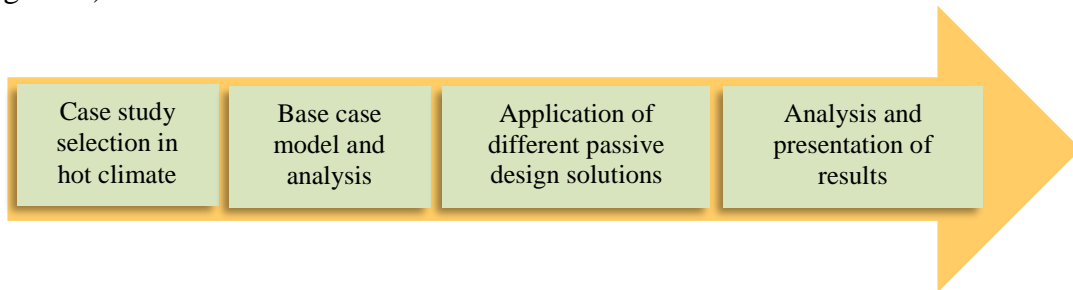 Case study
selection in
hot climate
Base case
model and
analysis
Application of
different passive
design solutions
Analysis and
presentation of
results